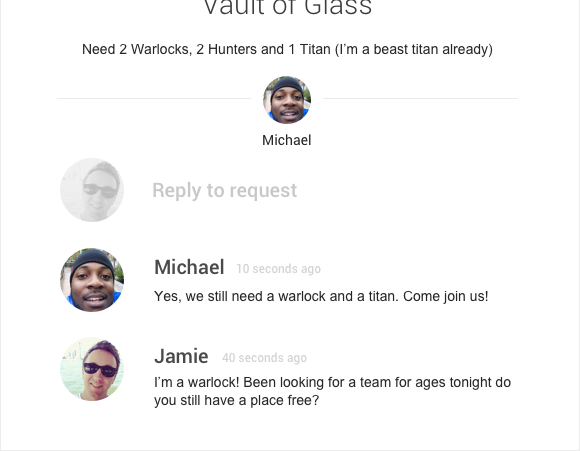 Vault of Glass
Need 2 Warlocks, 2 Hunters and 1 Titan (I'm a beast titan already)
Michael
Reply to request
Michael 10 seconds ago
Yes, we still need a warlock and a titan. Come join us!
Jamie 40 seconds ago
I'm a warlock! Been looking for a team for ages tonight do
you still have a place free?